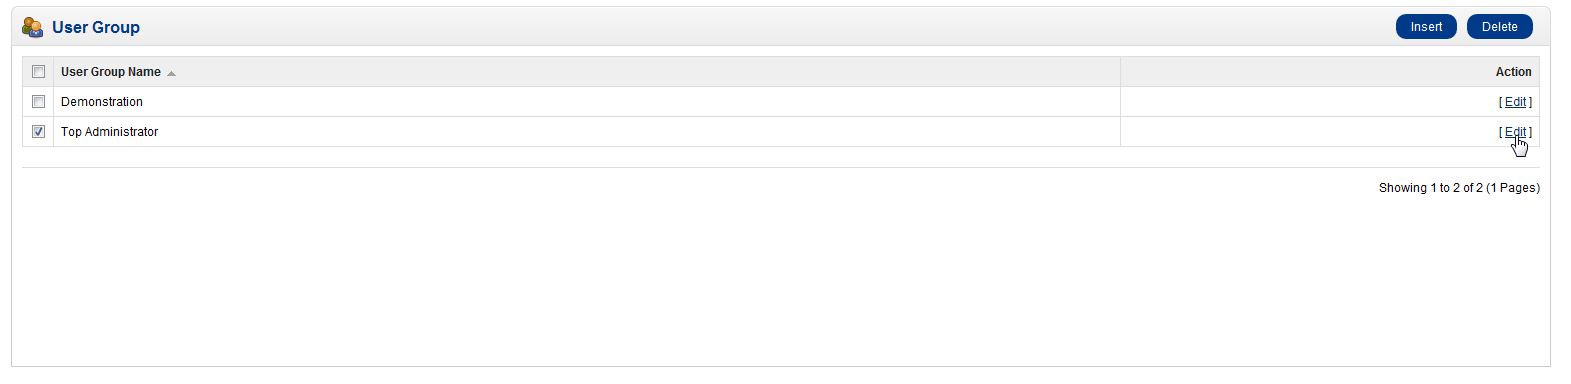 User Group
Insert
Delete
User Group Name
Action
Demonstration
[ Edit ]
Top Administrator
[ Edit ]
Showing 1 to 2 of 2 (1 Pages)